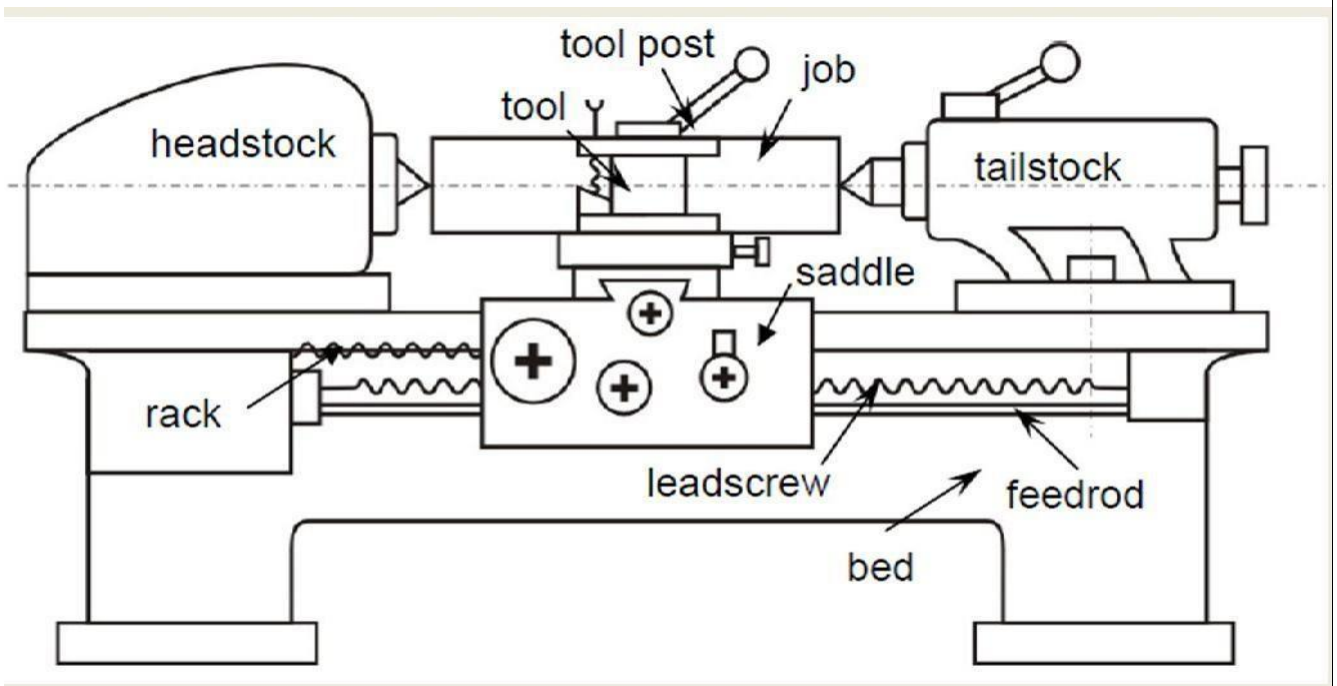 tool post
job
tool
headstock
tailstock
saddle
rack
leadscrew
feedrod
bed